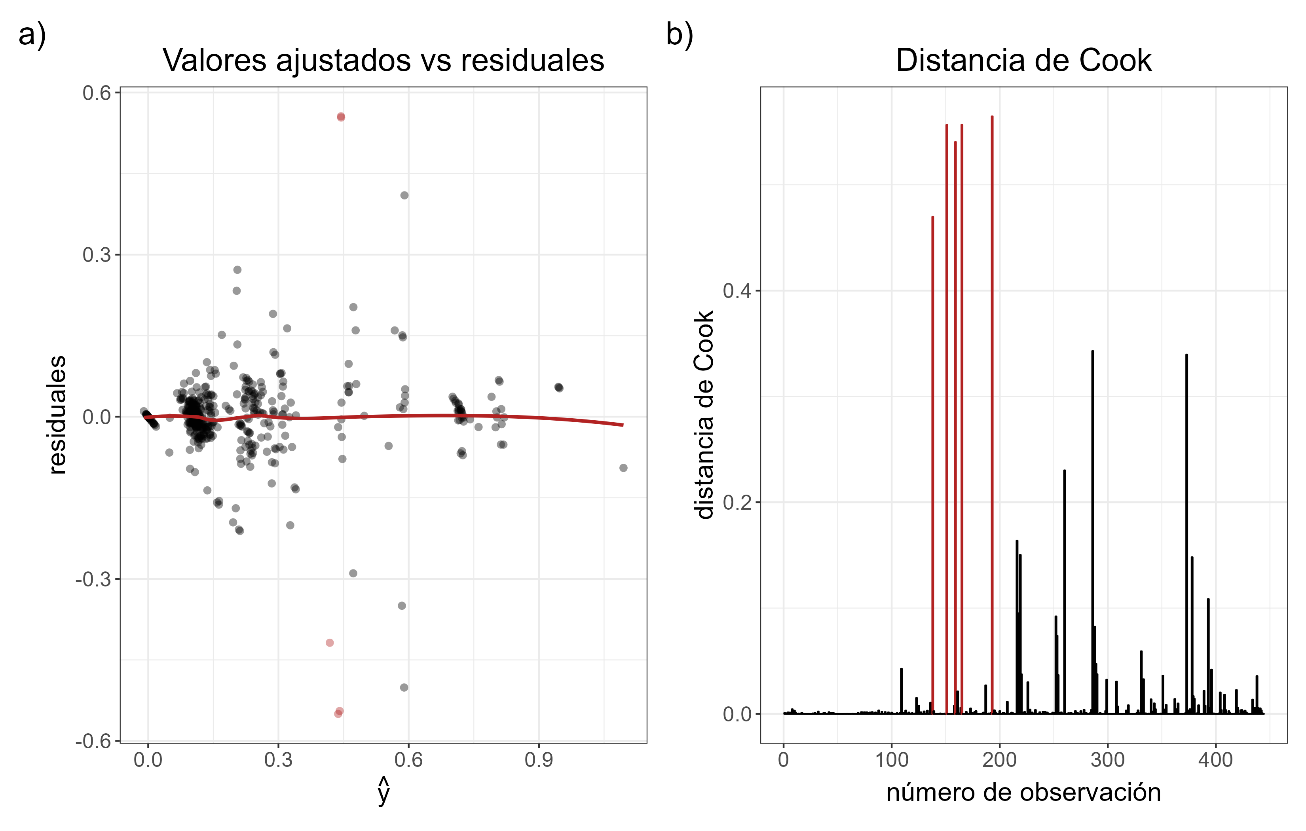 a)
Valores ajustados vs residuales
0.6
0.3
0.0
-0.3
-0.6
residuales
0.0 0.3 0.6 0.9
ŷ
b)
Distancia de Cook
0.4
0.2
0.0
distancia de Cook
0 100 200 300 400
número de observación